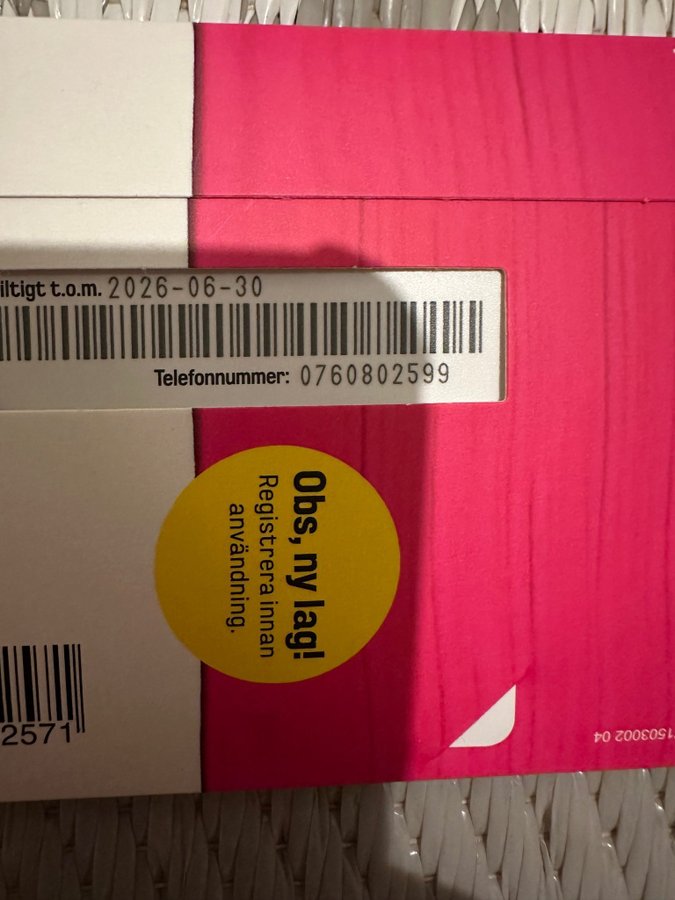 iltigt t.o.m. 2026-06-30
Telefonnummer: 0760802599
Obs, ny lag!
Registrera innan
användning.
2571
1503002 04